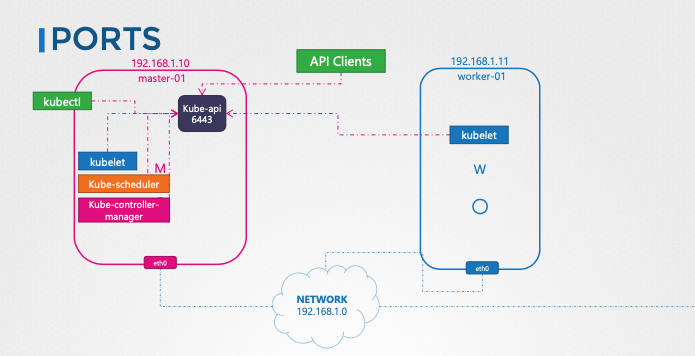 PORTS
192.168.1.10
master-01
API Clients
192.168.1.11
worker-01
kubectl
Kube-api
6443
kubelet
kubelet
M
Kube-scheduler
W
Kube-controller-
manager
eth0
eth0
NETWORK
192.168.1.0